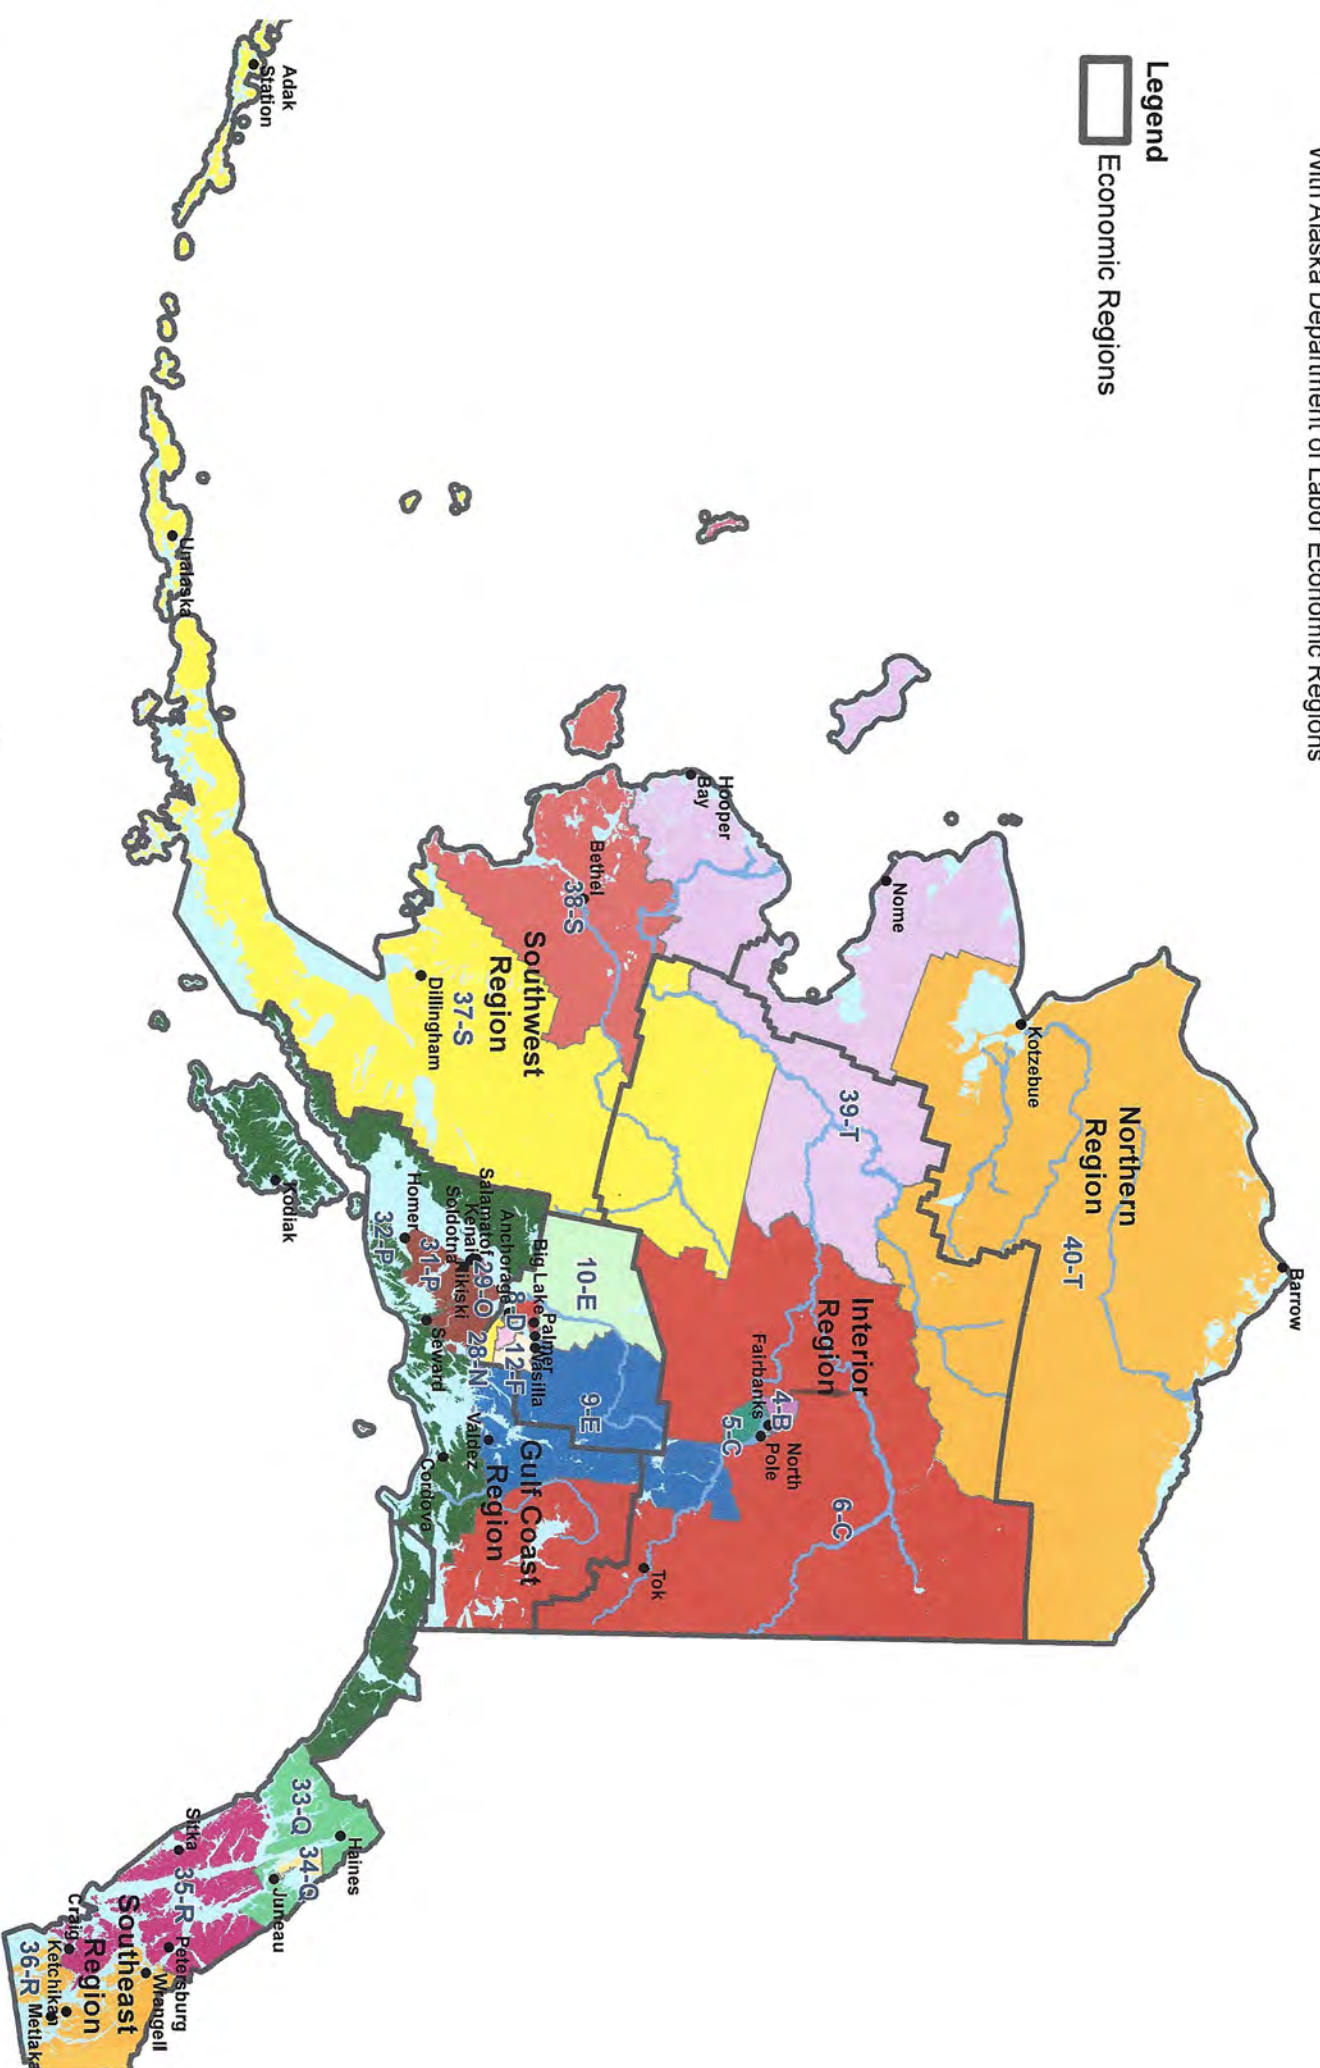 With Alaska Department of Labor Economic Regions
Legend
Economic Regions
Barrow
Northern
Region
40-T
Kotzebue
Nome
39-T
Interior
Region
Fairbanks
4-B
North
Pole
5-C
6-C
Tok
Hooper
Bay
Bethel
38-S
Southwest
Region
37-S
Dillingham
10-E
9-E
Big Lake
Palmer
Wasilla
Anchorage
8-D
12-F
Salamatof
Kenai
Soldotna
Nikiski
29-O
28-N
31-P
Homer
32-P
Seward
Valdez
Gulf Coast
Region
Cordova
Kodiak
Adak
Station
Unalaska
Haines
33-Q
34-Q
Juneau
Sitka
35-R
Petersburg
Wrangell
Craig
Southeast
Region
Ketchikan
36-R